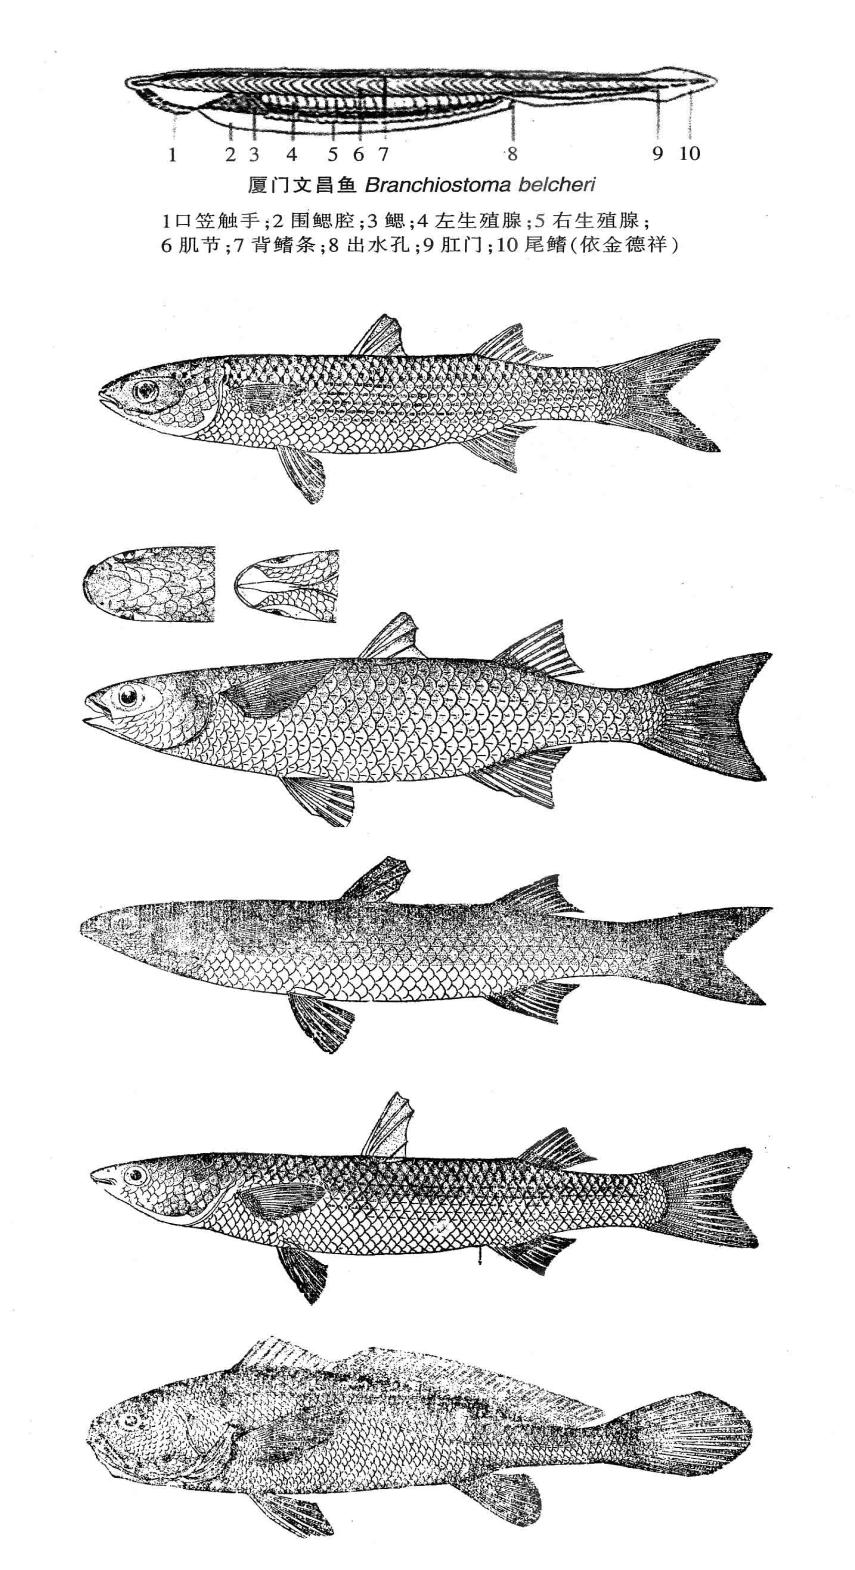 1 2 3 4 5 6 7 8 9 10
厦门文昌鱼 Branchiostoma belcheri
1口笠触手;2 围鳃腔;3 鳃;4 左生殖腺;5 右生殖腺;
6 肌节;7 背鳍条;8 出水孔;9 肛门;10 尾鳍(依金德祥)